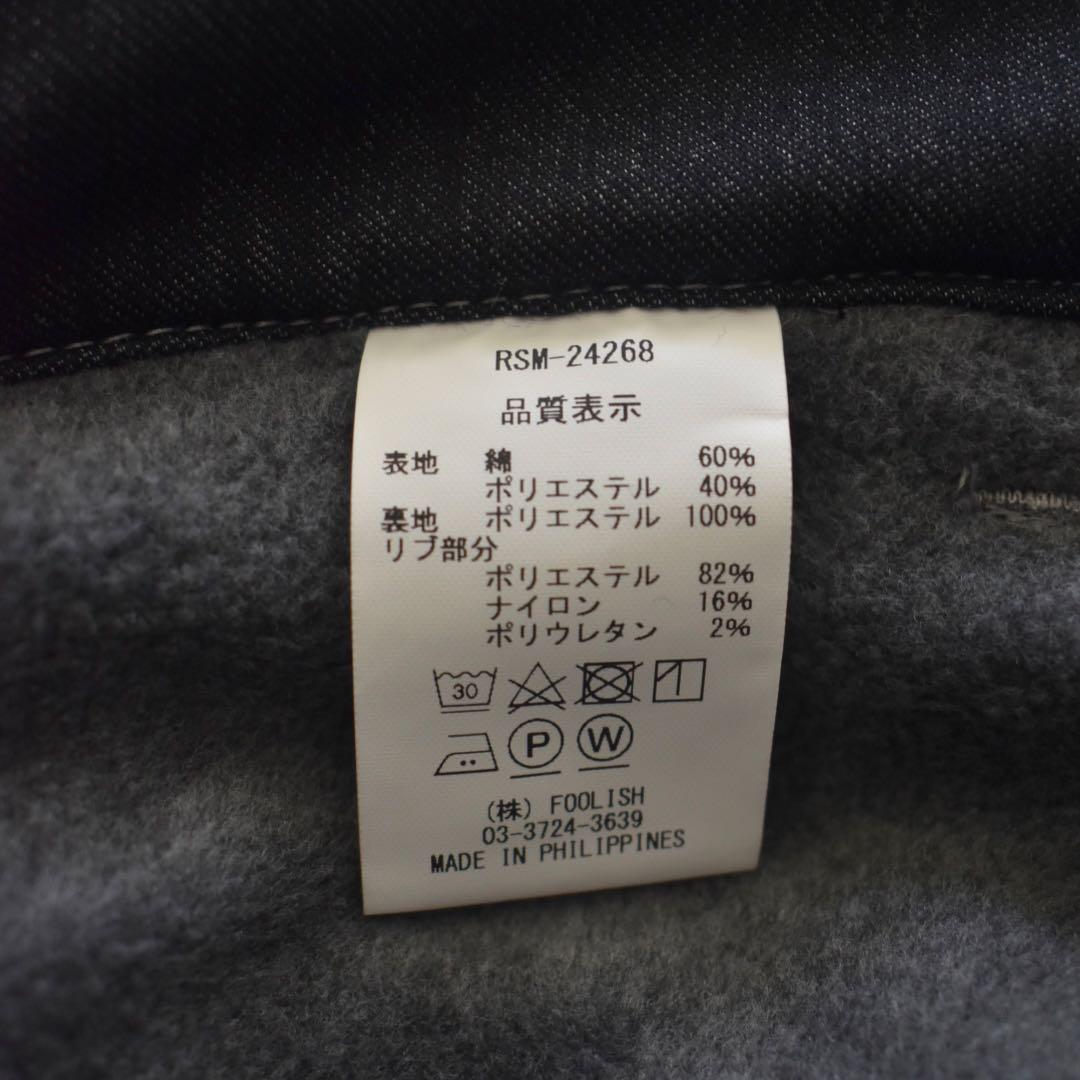 RSM-24268
品質表示
表地 綿 60%
ポリエステル 40%
裏地 ポリエステル 100%
リブ部分
ポリエステル 82%
ナイロン 16%
ポリウレタン 2%
30
P W
(株) FOOLISH
03-3724-3639
MADE IN PHILIPPINES